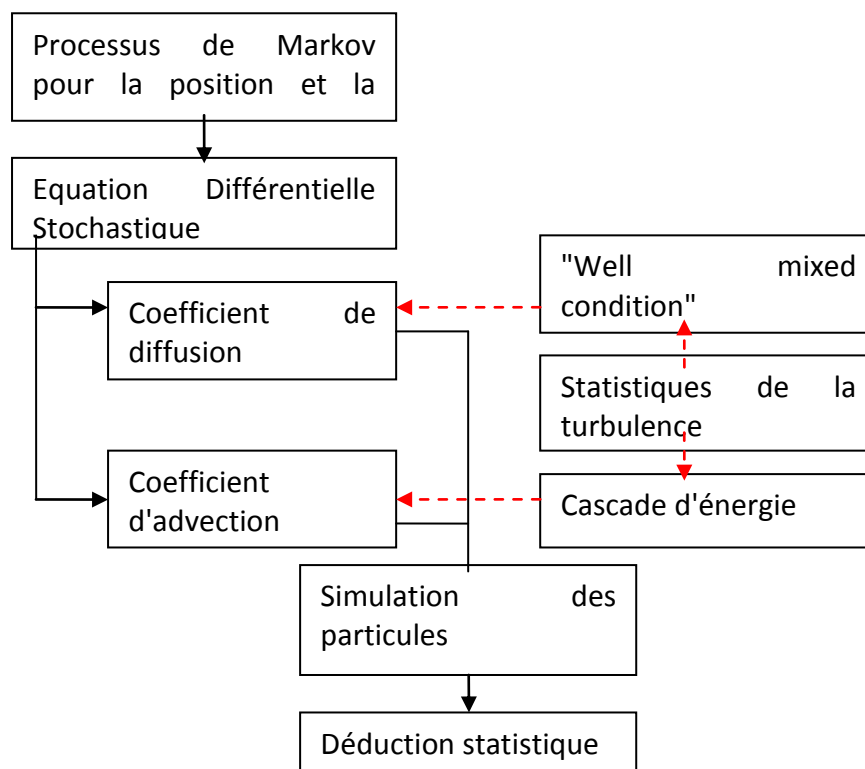 Processus de Markov
pour la position et la
Equation Différentielle
Stochastique
"Well mixed
condition"
Coefficient de
diffusion
Statistiques de la
turbulence
Coefficient
d'advection
Cascade d'énergie
Simulation des
particules
Déduction statistique